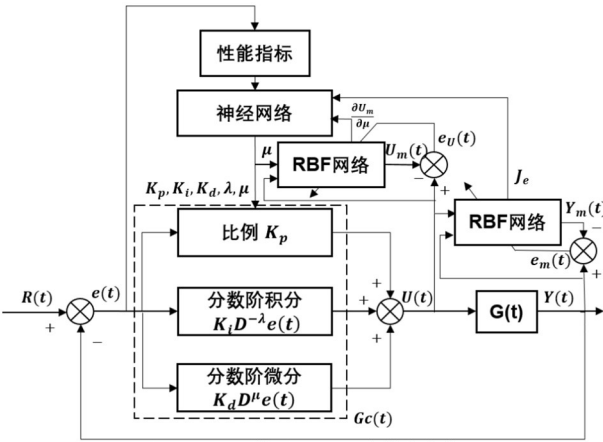 性能指标
神经网络
∂U_m/∂μ
e_U(t)
μ
RBF网络
U_m(t)
−
+
K_p, K_i, K_d, λ, μ
J_e
RBF网络
Y_m(t)
−
e_m(t)
+
比例 K_p
R(t)
e(t)
+
−
分数阶积分
K_i D^{-λ} e(t)
+
+
+
U(t)
G(t)
Y(t)
分数阶微分
K_d D^{μ} e(t)
Gc(t)